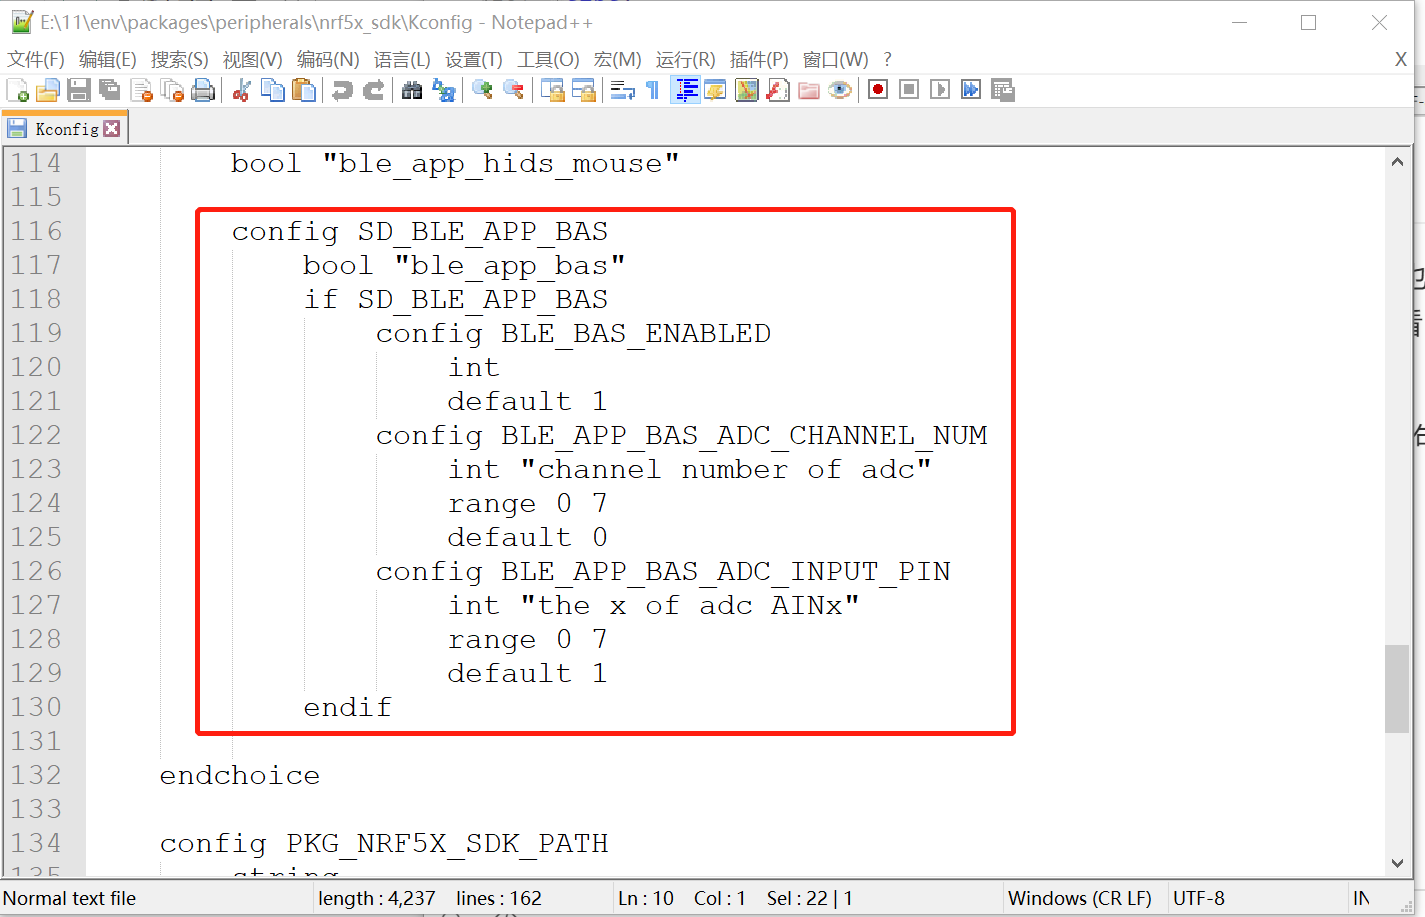 E:\11\env\packages\peripherals\nrf5x_sdk\Kconfig - Notepad++
文件(F) 编辑(E) 搜索(S) 视图(V) 编码(N) 语言(L) 设置(T) 工具(O) 宏(M) 运行(R) 插件(P) 窗口(W) ? X
Kconfig
114 bool "ble_app_hids_mouse"
115
116 config SD_BLE_APP_BAS
117 bool "ble_app_bas"
118 if SD_BLE_APP_BAS
119 config BLE_BAS_ENABLED
120 int
121 default 1
122 config BLE_APP_BAS_ADC_CHANNEL_NUM
123 int "channel number of adc"
124 range 0 7
125 default 0
126 config BLE_APP_BAS_ADC_INPUT_PIN
127 int "the x of adc AINx"
128 range 0 7
129 default 1
130 endif
131
132 endchoice
133
134 config PKG_NRF5X_SDK_PATH
135 string
Normal text file length : 4,237 lines : 162 Ln : 10 Col : 1 Sel : 22 | 1 Windows (CR LF) UTF-8 IN